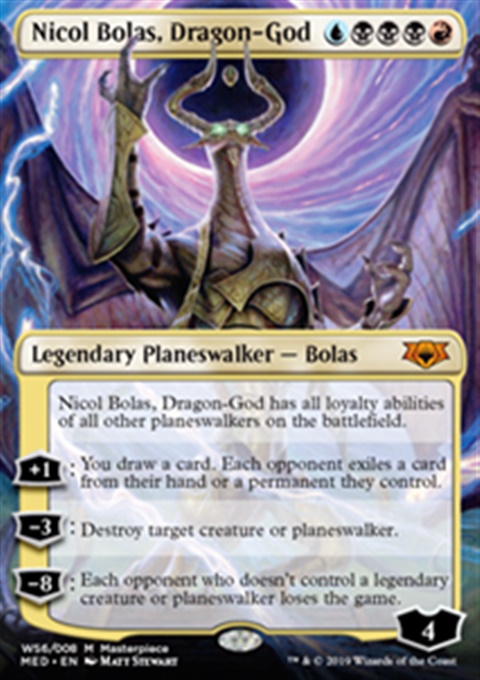 Nicol Bolas, Dragon-God
Legendary Planeswalker — Bolas
Nicol Bolas, Dragon-God has all loyalty abilities
of all other planeswalkers on the battlefield.
+1 : You draw a card. Each opponent exiles a card
from their hand or a permanent they control.
-3 : Destroy target creature or planeswalker.
-8 : Each opponent who doesn't control a legendary
creature or planeswalker loses the game.
4
WS6/008 M Masterpiece
MED • EN Matt Stewart
™ & © 2019 Wizards of the Coast